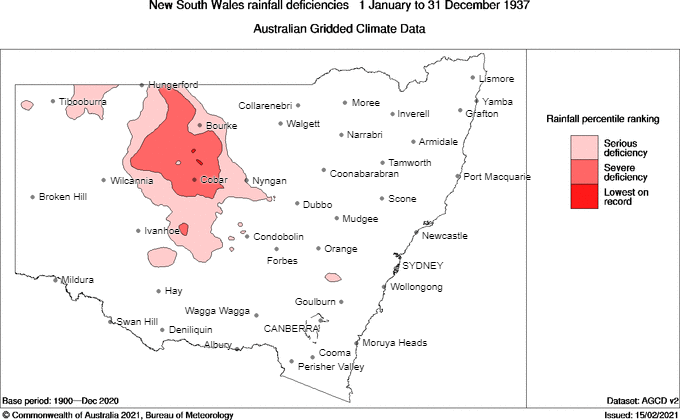 New South Wales rainfall deficiencies 1 January to 31 December 1937
Australian Gridded Climate Data
Hungerford
Lismore
Tibooburra
Collarenebri
Moree
Yamba
Inverell
Grafton
Bourke
Walgett
Narrabri
Armidale
Tamworth
Coonabarabran
Wilcannia
Cobar
Nyngan
Port Macquarie
Broken Hill
Dubbo
Scone
Mudgee
Ivanhoe
Condobolin
Newcastle
Orange
Forbes
SYDNEY
Mildura
Hay
Wollongong
Goulburn
Wagga Wagga
Swan Hill
Deniliquin
CANBERRA
Albury
Moruya Heads
Cooma
Perisher Valley
Rainfall percentile ranking
Serious
deficiency
Severe
deficiency
Lowest on
record
Base period: 1900—Dec 2020
Dataset: AGCD v2
© Commonwealth of Australia 2021, Bureau of Meteorology
Issued: 15/02/2021